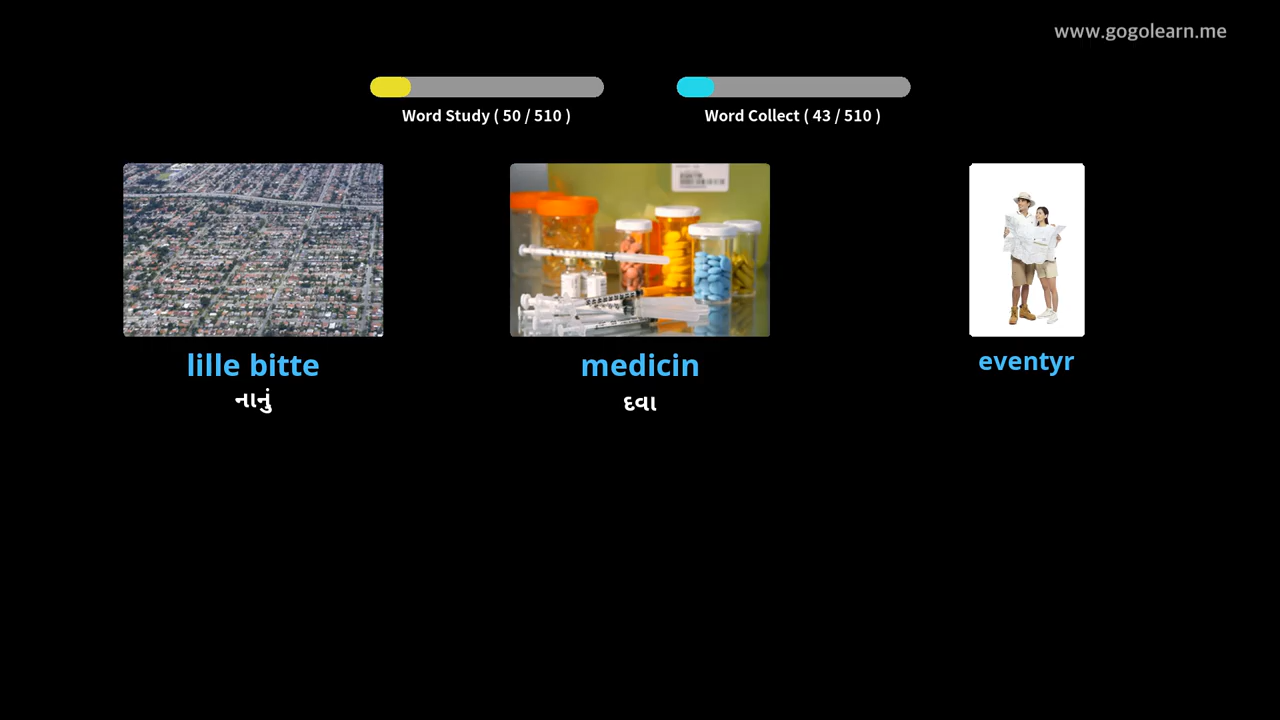 www.gogolearn.me
Word Study ( 50 / 510 )
Word Collect ( 43 / 510 )
lille bitte
નાનું
medicin
દવા
eventyr